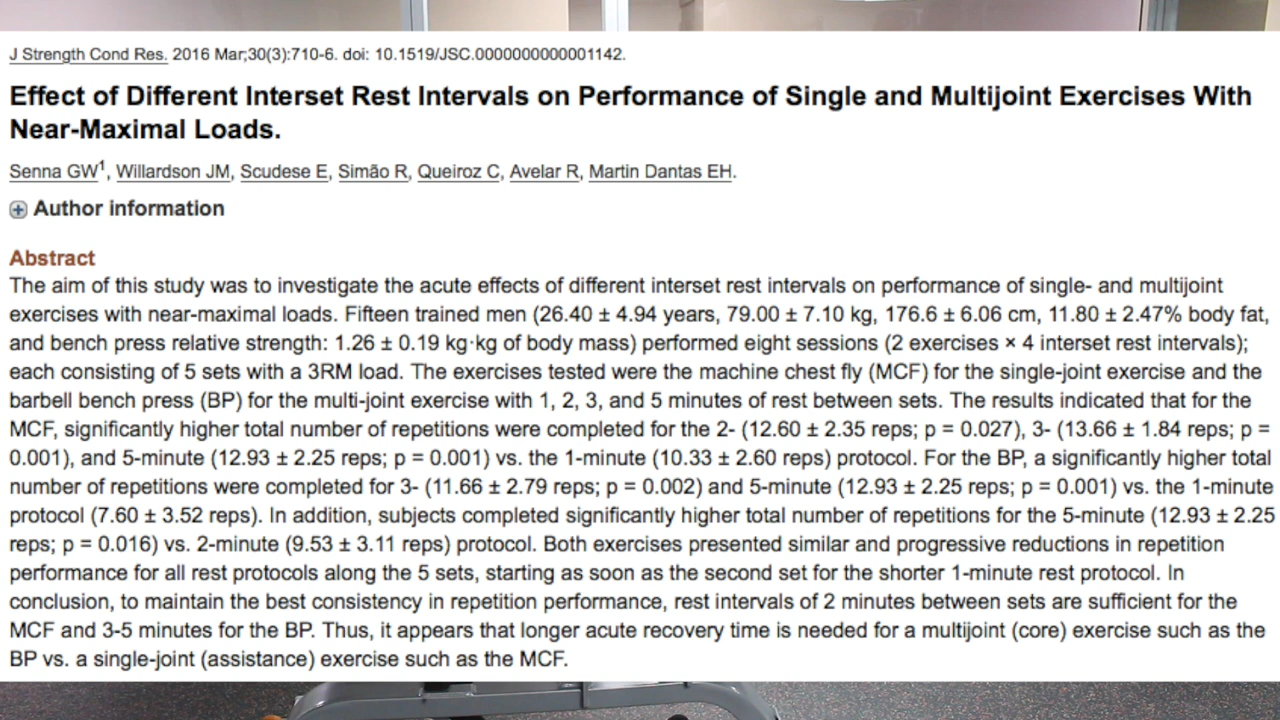 J Strength Cond Res. 2016 Mar;30(3):710-6. doi: 10.1519/JSC.0000000000001142.
Effect of Different Interset Rest Intervals on Performance of Single and Multijoint Exercises With
Near-Maximal Loads.
Senna GW1, Willardson JM, Scudese E, Simão R, Queiroz C, Avelar R, Martin Dantas EH.
Author information
Abstract
The aim of this study was to investigate the acute effects of different interset rest intervals on performance of single- and multijoint
exercises with near-maximal loads. Fifteen trained men (26.40 ± 4.94 years, 79.00 ± 7.10 kg, 176.6 ± 6.06 cm, 11.80 ± 2.47% body fat,
and bench press relative strength: 1.26 ± 0.19 kg·kg of body mass) performed eight sessions (2 exercises × 4 interset rest intervals);
each consisting of 5 sets with a 3RM load. The exercises tested were the machine chest fly (MCF) for the single-joint exercise and the
barbell bench press (BP) for the multi-joint exercise with 1, 2, 3, and 5 minutes of rest between sets. The results indicated that for the
MCF, significantly higher total number of repetitions were completed for the 2- (12.60 ± 2.35 reps; p = 0.027), 3- (13.66 ± 1.84 reps; p =
0.001), and 5-minute (12.93 ± 2.25 reps; p = 0.001) vs. the 1-minute (10.33 ± 2.60 reps) protocol. For the BP, a significantly higher total
number of repetitions were completed for 3- (11.66 ± 2.79 reps; p = 0.002) and 5-minute (12.93 ± 2.25 reps; p = 0.001) vs. the 1-minute
protocol (7.60 ± 3.52 reps). In addition, subjects completed significantly higher total number of repetitions for the 5-minute (12.93 ± 2.25
reps; p = 0.016) vs. 2-minute (9.53 ± 3.11 reps) protocol. Both exercises presented similar and progressive reductions in repetition
performance for all rest protocols along the 5 sets, starting as soon as the second set for the shorter 1-minute rest protocol. In
conclusion, to maintain the best consistency in repetition performance, rest intervals of 2 minutes between sets are sufficient for the
MCF and 3-5 minutes for the BP. Thus, it appears that longer acute recovery time is needed for a multijoint (core) exercise such as the
BP vs. a single-joint (assistance) exercise such as the MCF.